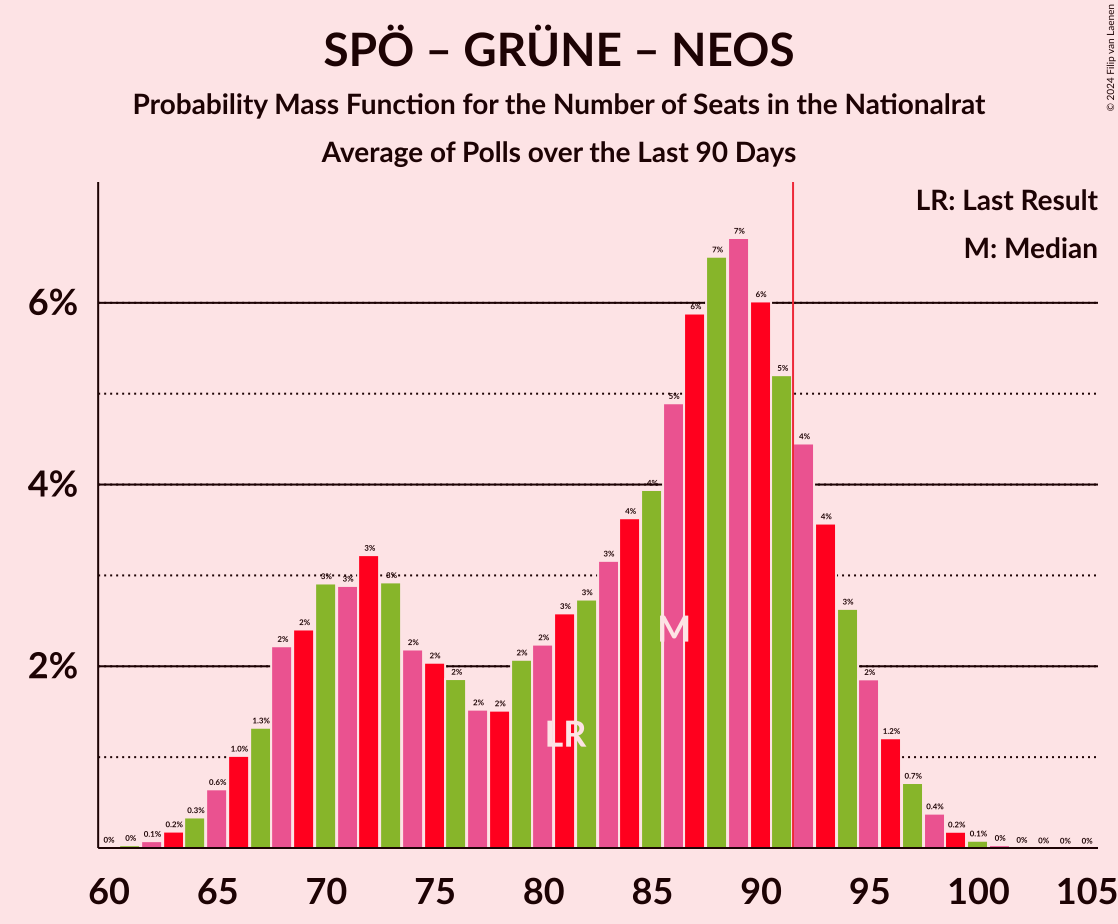 SPÖ – GRÜNE – NEOS
Probability Mass Function for the Number of Seats in the Nationalrat
Average of Polls over the Last 90 Days
© 2024 Filip van Laenen
LR: Last Result
M: Median
6%
4%
2%
0% 0% 0.1% 0.2% 0.3% 0.6% 1.0% 1.3% 2% 2% 3% 3% 3% 3% 2% 2% 2% 2% 2% 2% 2% 3% 3% 3% 4% 4% 5% 6% 7% 7% 6% 5% 4% 4% 3% 2% 1.2% 0.7% 0.4% 0.2% 0.1% 0% 0% 0% 0% 0%
M
LR
60 65 70 75 80 85 90 95 100 105